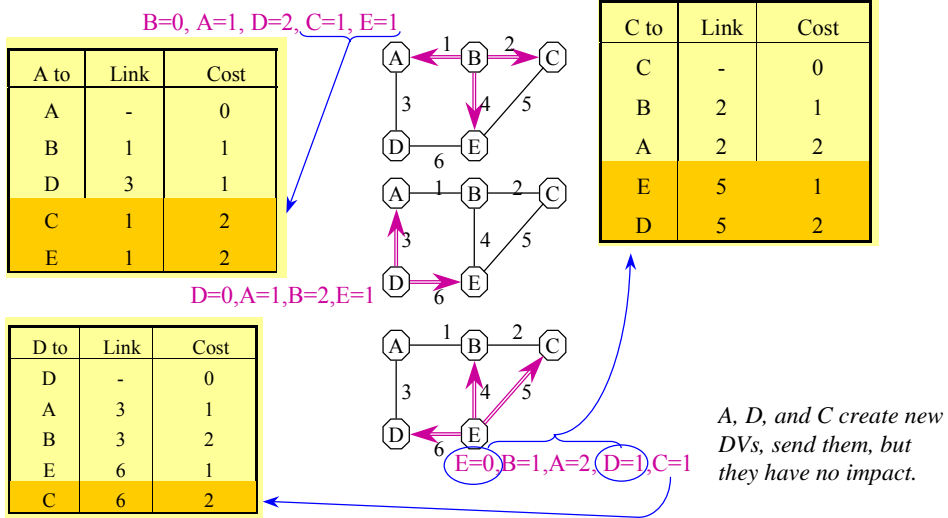 B=0, A=1, D=2, C=1, E=1
A to Link Cost
A - 0
B 1 1
D 3 1
C 1 2
E 1 2
A 1 B 2 C
3 4 5
D 6 E
C to Link Cost
C - 0
B 2 1
A 2 2
E 5 1
D 5 2
A 1 B 2 C
3 4 5
D 6 E
D=0,A=1,B=2,E=1
D to Link Cost
D - 0
A 3 1
B 3 2
E 6 1
C 6 2
A 1 B 2 C
3 4 5
D 6 E
E=0,B=1,A=2, D=1,C=1
A, D, and C create new
DVs, send them, but
they have no impact.